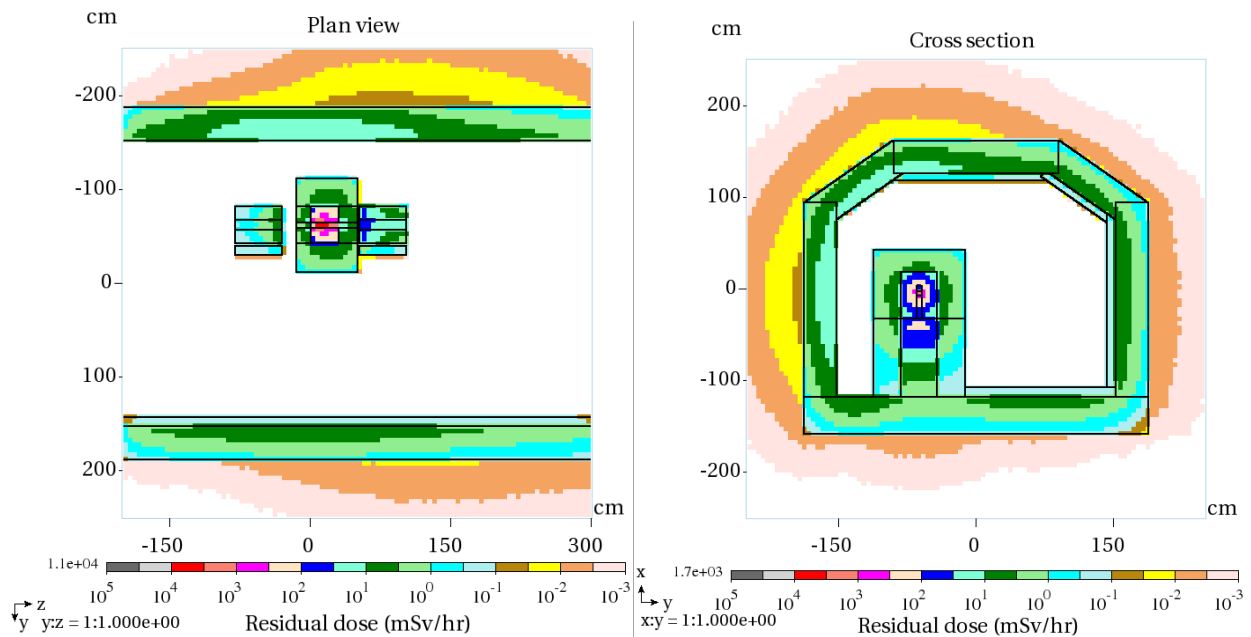 cm
Plan view
-200
-100
0
100
200
cm
-150
0
150
300
1.1e+04
10^5
10^4
10^3
10^2
10^1
10^0
10^-1
10^-2
10^-3
z
y y:z = 1:1.000e+00
Residual dose (mSv/hr)
cm
Cross section
200
100
0
-100
-200
cm
-150
0
150
1.7e+03
10^5
10^4
10^3
10^2
10^1
10^0
10^-1
10^-2
10^-3
x
y
x:y = 1:1.000e+00
Residual dose (mSv/hr)